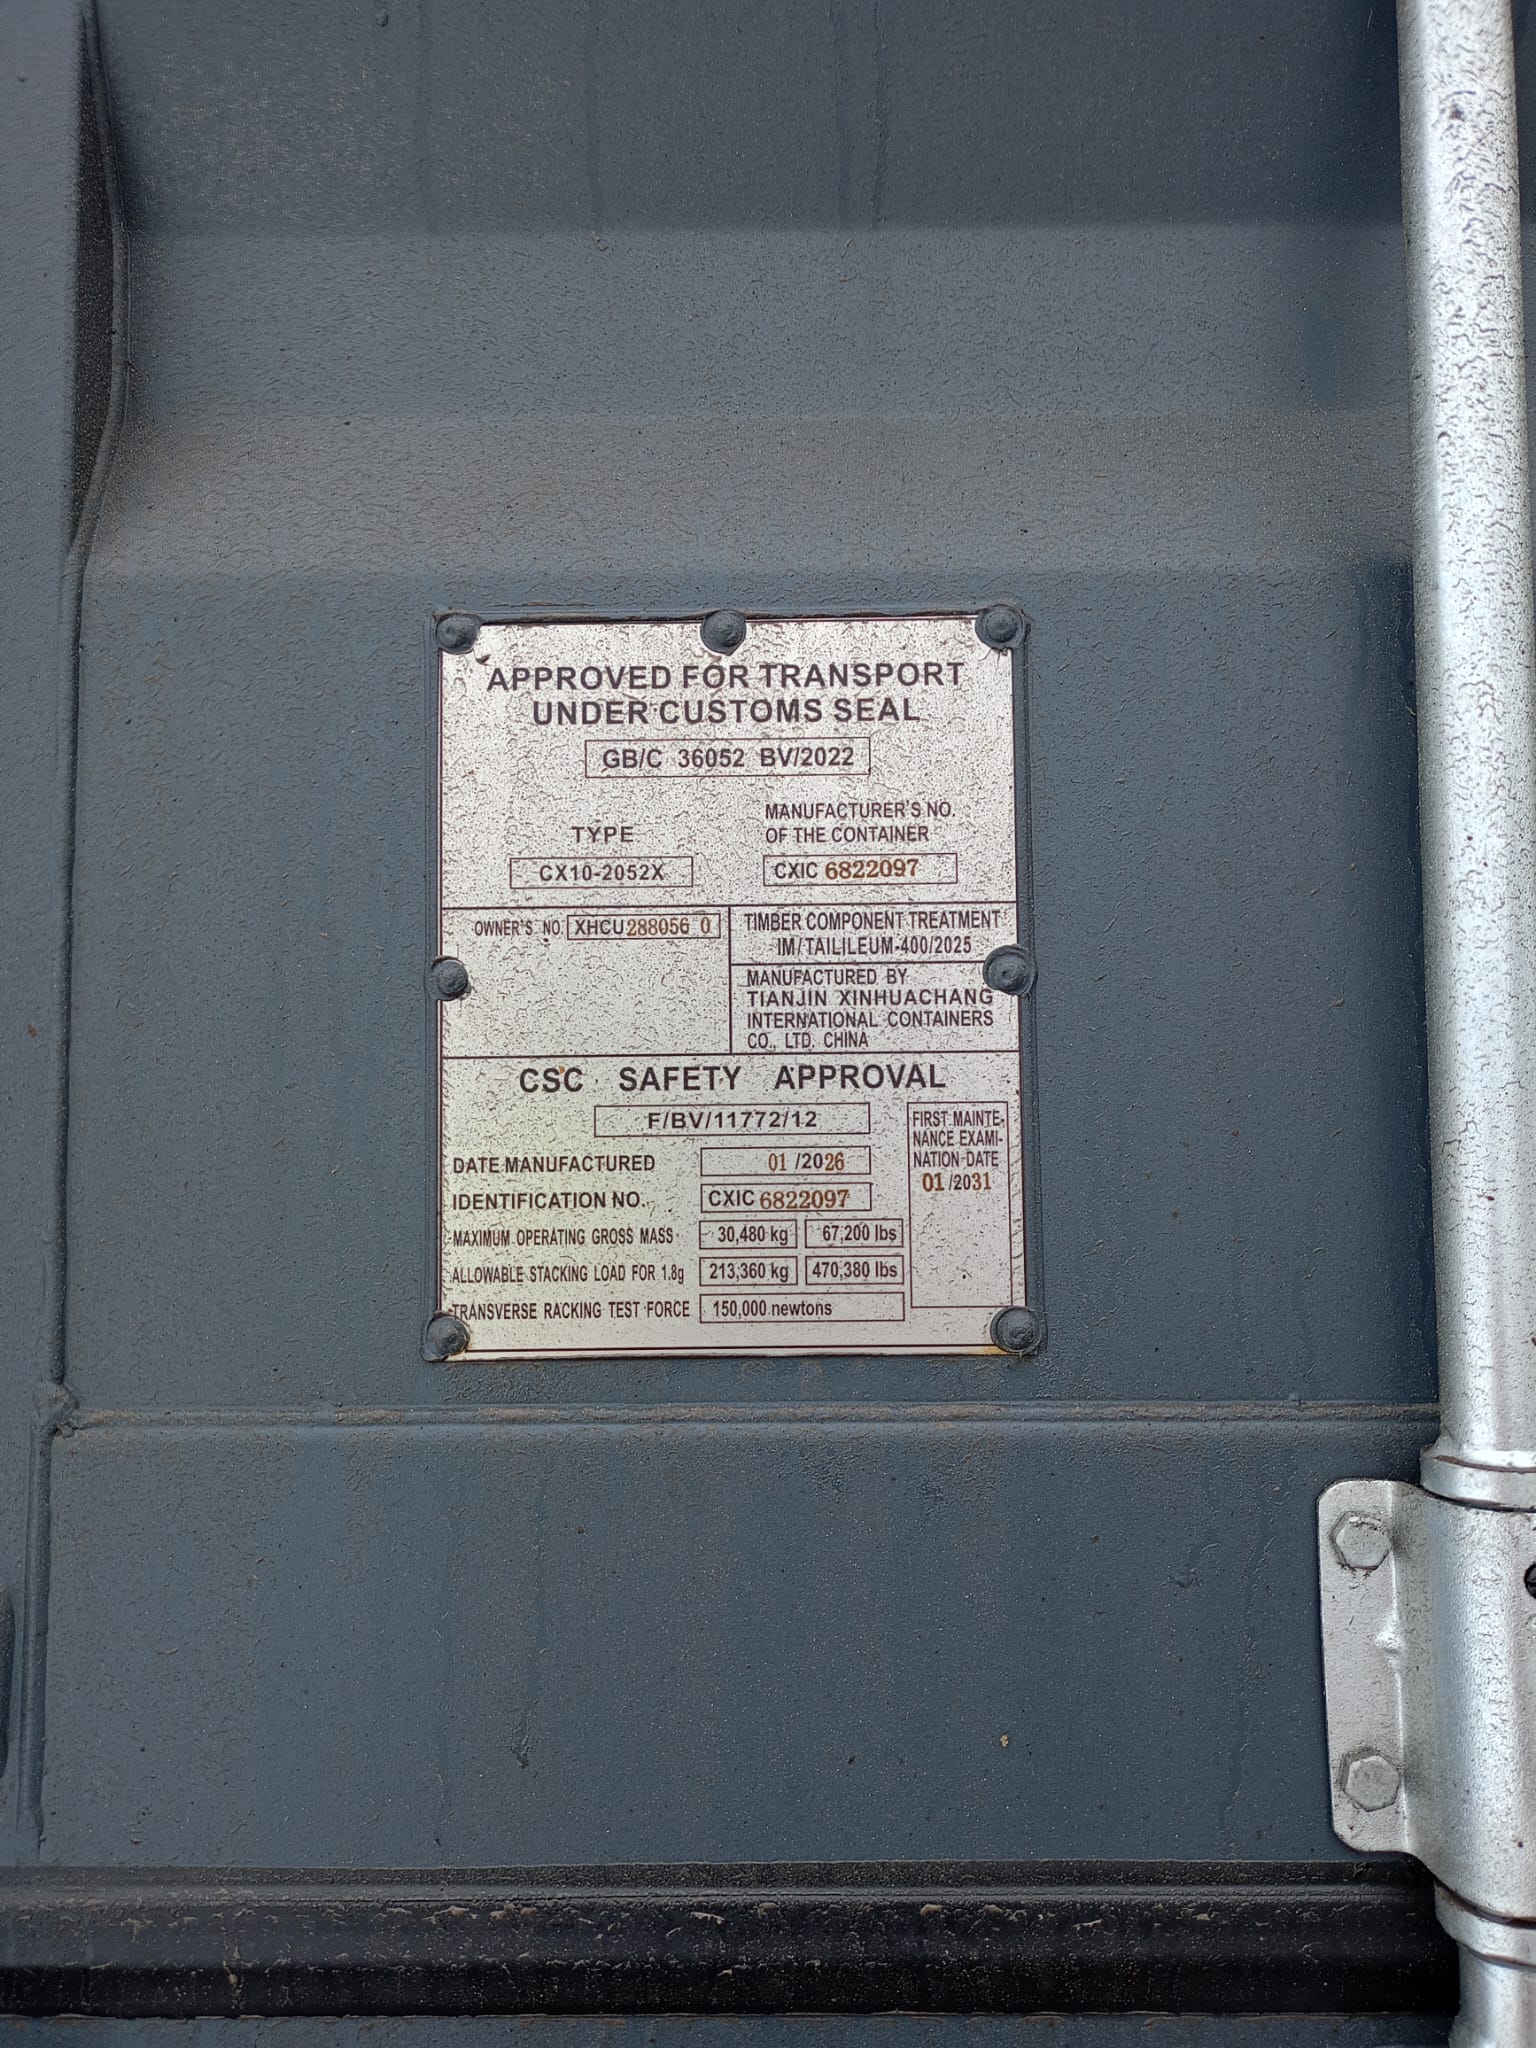 APPROVED FOR TRANSPORT
UNDER CUSTOMS SEAL
GB/C 36052 BV/2022
TYPE
CX10-2052X
MANUFACTURER'S NO.
OF THE CONTAINER
CXIC 6822097
OWNER'S NO. XHCU288056 0
TIMBER COMPONENT TREATMENT
IM/TAILILEUM-400/2025
MANUFACTURED BY
TIANJIN XINHUACHANG
INTERNATIONAL CONTAINERS
CO., LTD. CHINA
CSC SAFETY APPROVAL
F/BV/11772/12
DATE MANUFACTURED 01 /2026
IDENTIFICATION NO. CXIC 6822097
MAXIMUM OPERATING GROSS MASS 30,480 kg 67,200 lbs
ALLOWABLE STACKING LOAD FOR 1.8g 213,360 kg 470,380 lbs
TRANSVERSE RACKING TEST FORCE 150,000 newtons
FIRST MAINTE-
NANCE EXAMI-
NATION DATE
01 /2031